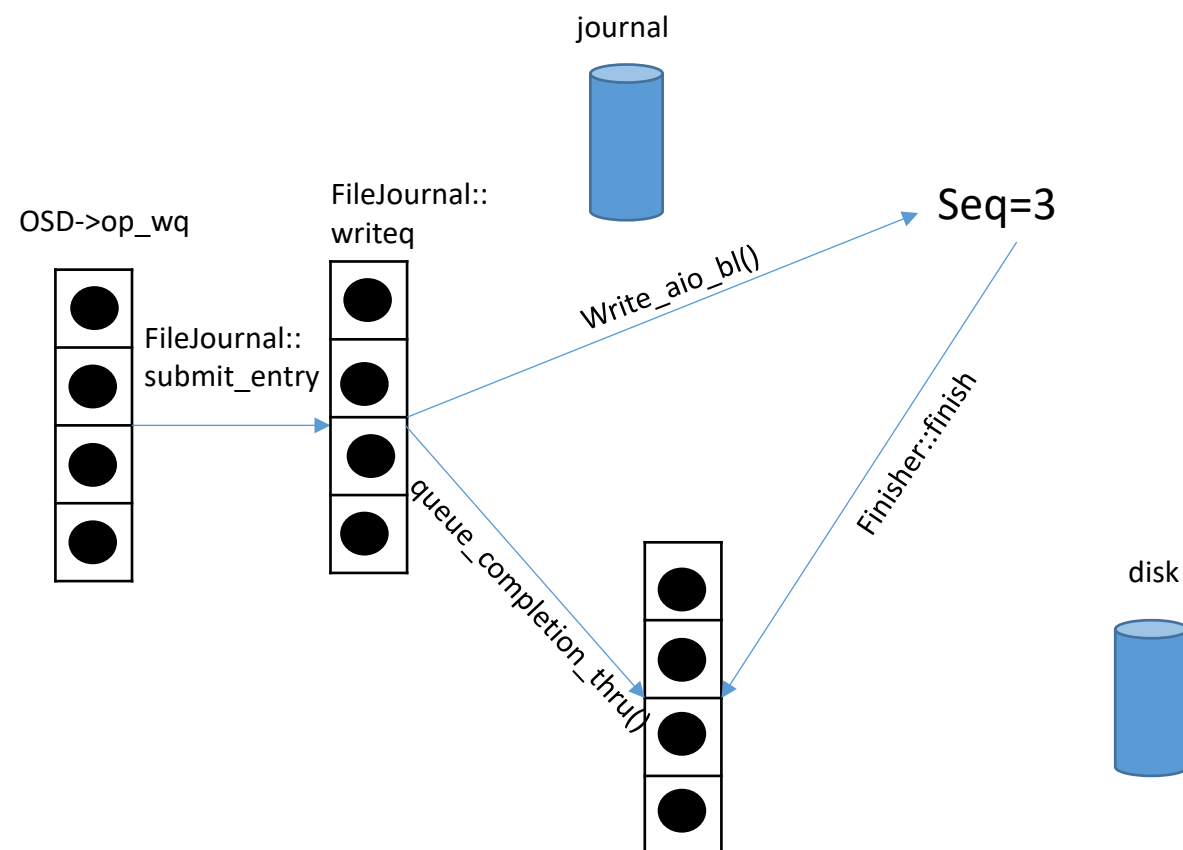 journal
OSD->op_wq
FileJournal::
writeq
Seq=3
FileJournal::
submit_entry
Write_aio_bl()
queue_completion_thru()
Finisher::finish
disk